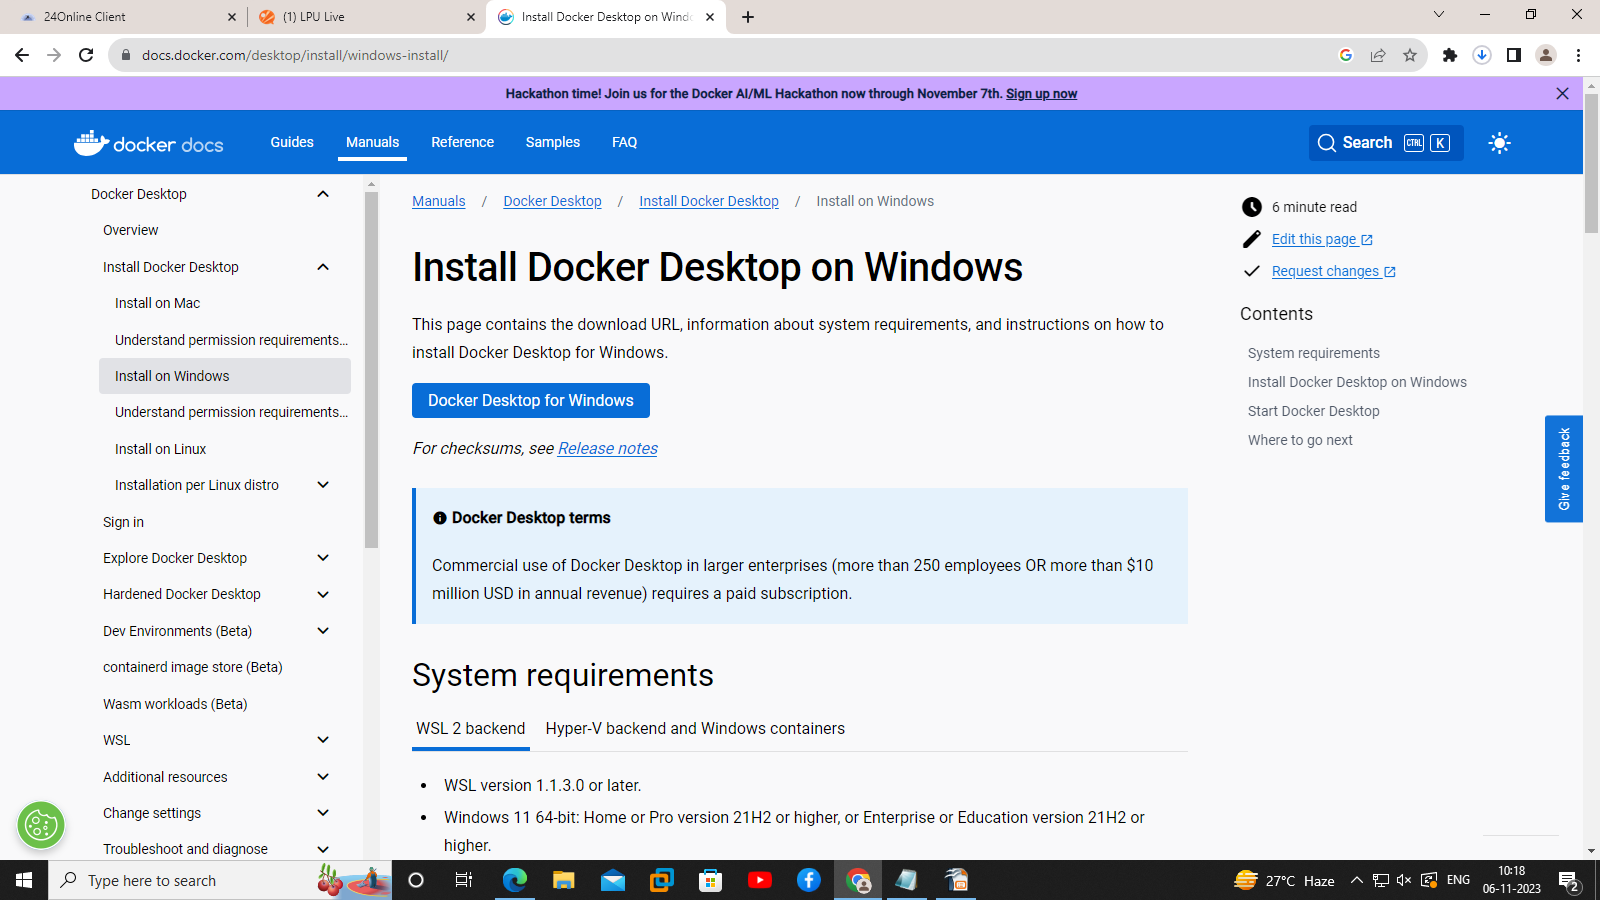 24Online Client
(1) LPU Live
Install Docker Desktop on Wind
docs.docker.com/desktop/install/windows-install/
Hackathon time! Join us for the Docker AI/ML Hackathon now through November 7th. Sign up now
docker docs
Guides
Manuals
Reference
Samples
FAQ
Search CTRL K
Docker Desktop
Overview
Install Docker Desktop
Install on Mac
Understand permission requirements...
Install on Windows
Understand permission requirements...
Install on Linux
Installation per Linux distro
Sign in
Explore Docker Desktop
Hardened Docker Desktop
Dev Environments (Beta)
containerd image store (Beta)
Wasm workloads (Beta)
WSL
Additional resources
Change settings
Troubleshoot and diagnose
Manuals / Docker Desktop / Install Docker Desktop / Install on Windows
Install Docker Desktop on Windows
This page contains the download URL, information about system requirements, and instructions on how to
install Docker Desktop for Windows.
Docker Desktop for Windows
For checksums, see Release notes
Docker Desktop terms
Commercial use of Docker Desktop in larger enterprises (more than 250 employees OR more than $10
million USD in annual revenue) requires a paid subscription.
System requirements
WSL 2 backend
Hyper-V backend and Windows containers
• WSL version 1.1.3.0 or later.
• Windows 11 64-bit: Home or Pro version 21H2 or higher, or Enterprise or Education version 21H2 or
higher.
6 minute read
Edit this page
Request changes
Contents
System requirements
Install Docker Desktop on Windows
Start Docker Desktop
Where to go next
Give feedback
Type here to search
27°C Haze
ENG
10:18
06-11-2023
2